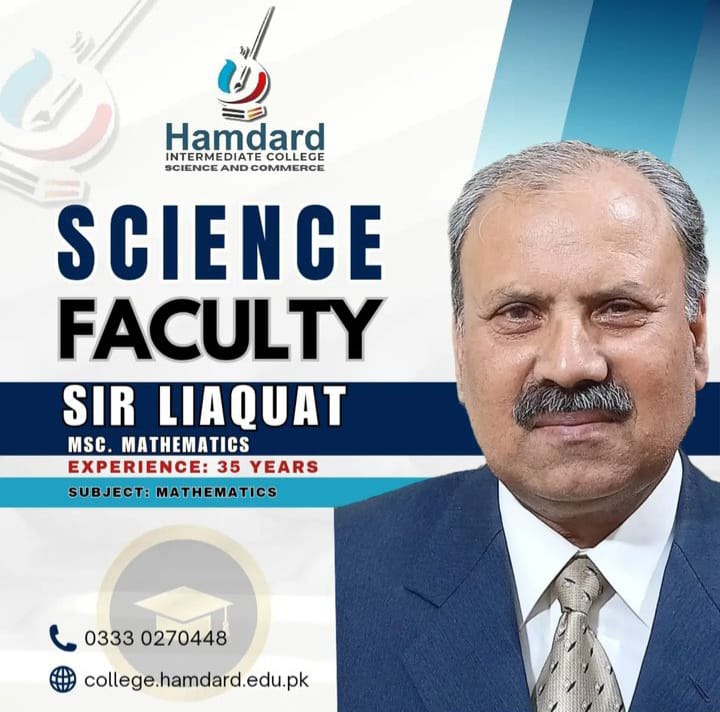 Hamdard
INTERMEDIATE COLLEGE
SCIENCE AND COMMERCE
SCIENCE
FACULTY
SIR LIAQUAT
MSC. MATHEMATICS
EXPERIENCE: 35 YEARS
SUBJECT: MATHEMATICS
0333 0270448
college.hamdard.edu.pk